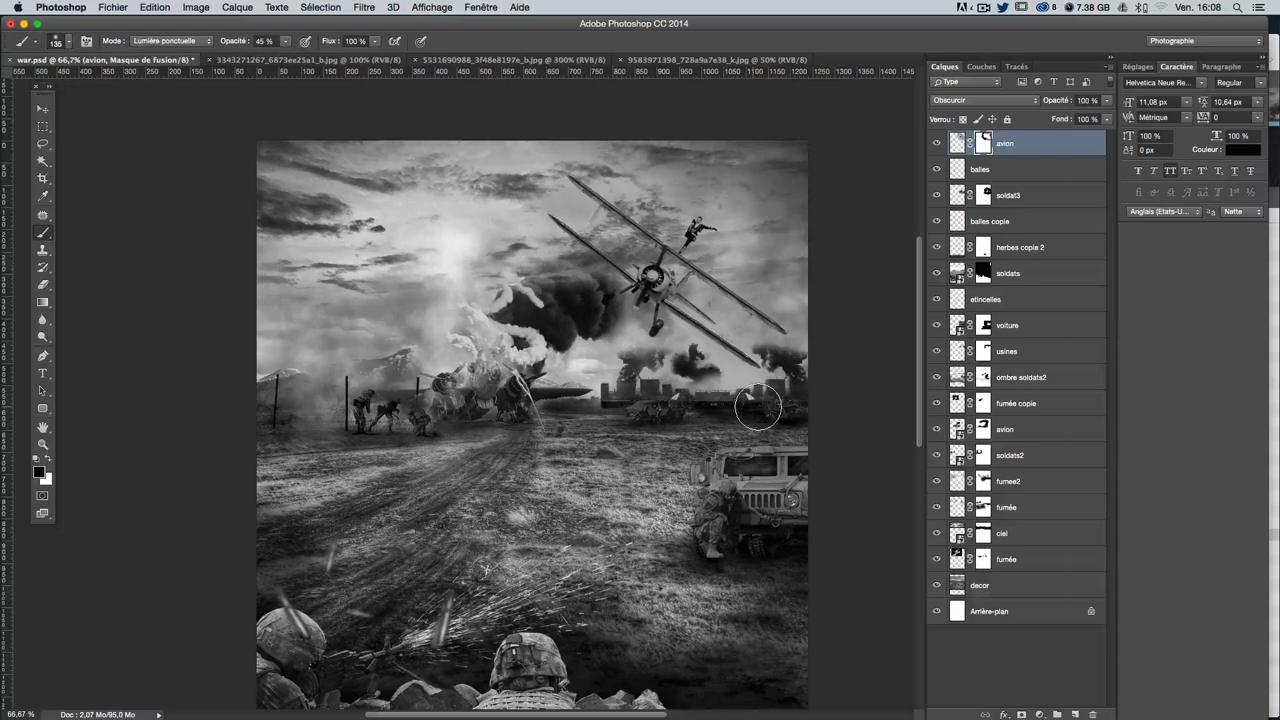 Photoshop Fichier Edition Image Calque Texte Sélection Filtre 3D Affichage Fenêtre Aide 4 8 7.38 GB Ven. 16:08
Adobe Photoshop CC 2014
135 Mode : Lumière ponctuelle Opacité : 45 % Flux : 100 % Photographie
war.psd @ 66,7% (avion, Masque de fusion/8) * 3343271267_6873ee25a1_b.jpg @ 100% (RVB/8) 5531690988_3f48e8197e_b.jpg @ 300% (RVB/8) 9583971398_728a9a7e38_k.jpg @ 50% (RVB/8)
Calques Couches Tracés Réglages Caractère Paragraphe
Type Helvetica Neue Re... Regular
Obscurcir Opacité : 100 % 11,08 px 10,64 px
Verrou : Fond : 100 % Métrique 0
100 % 100 %
avion 0 px Couleur :
balles
soldat3
balles copie Anglais (Etats-U... Nette
herbes copie 2
soldats
etincelles
voiture
usines
ombre soldats2
fumée copie
avion
soldats2
fumee2
fumée
ciel
fumée
decor
Arrière-plan
66,67 % Doc : 2,07 Mo/95,0 Mo